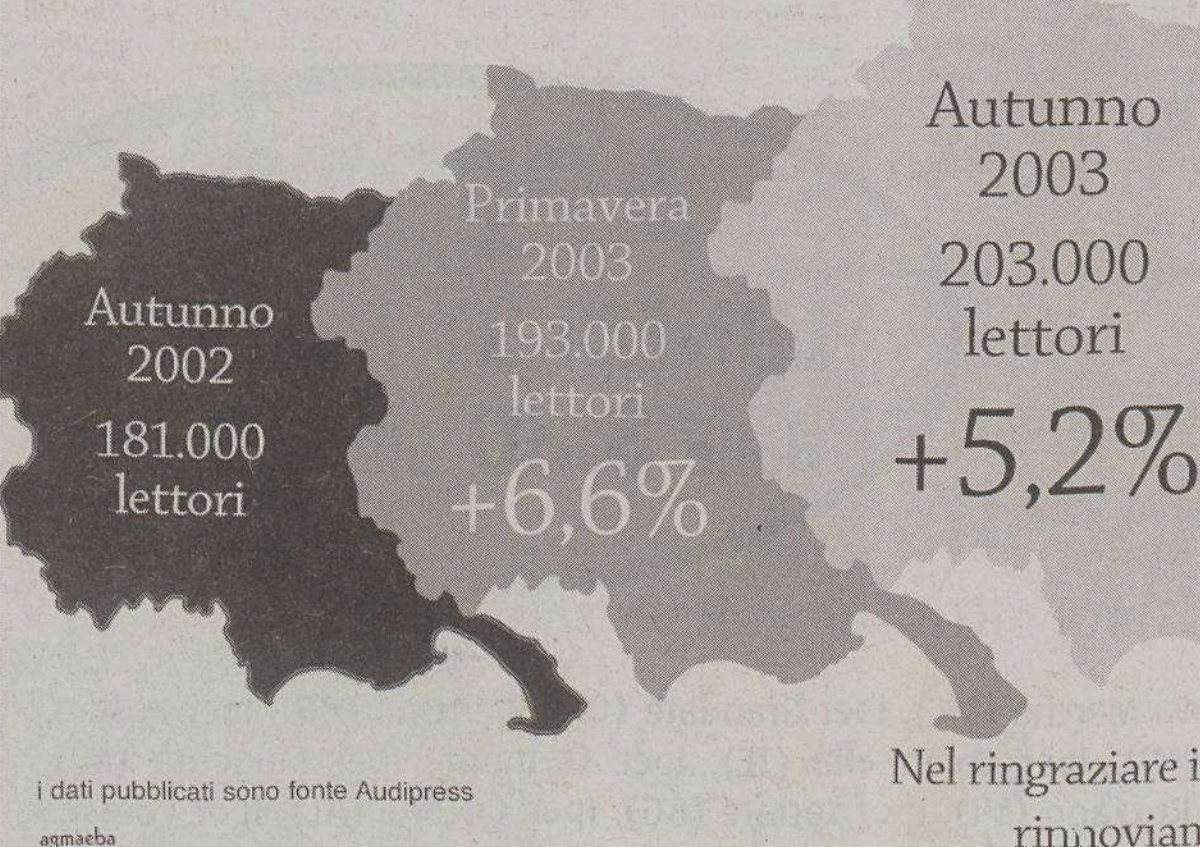 Autunno
2002
181.000
lettori
Primavera
2003
193.000
lettori
+6,6%
Autunno
2003
203.000
lettori
+5,2%
i dati pubblicati sono fonte Audipress
agmaeba
Nel ringraziare i
rinnovian